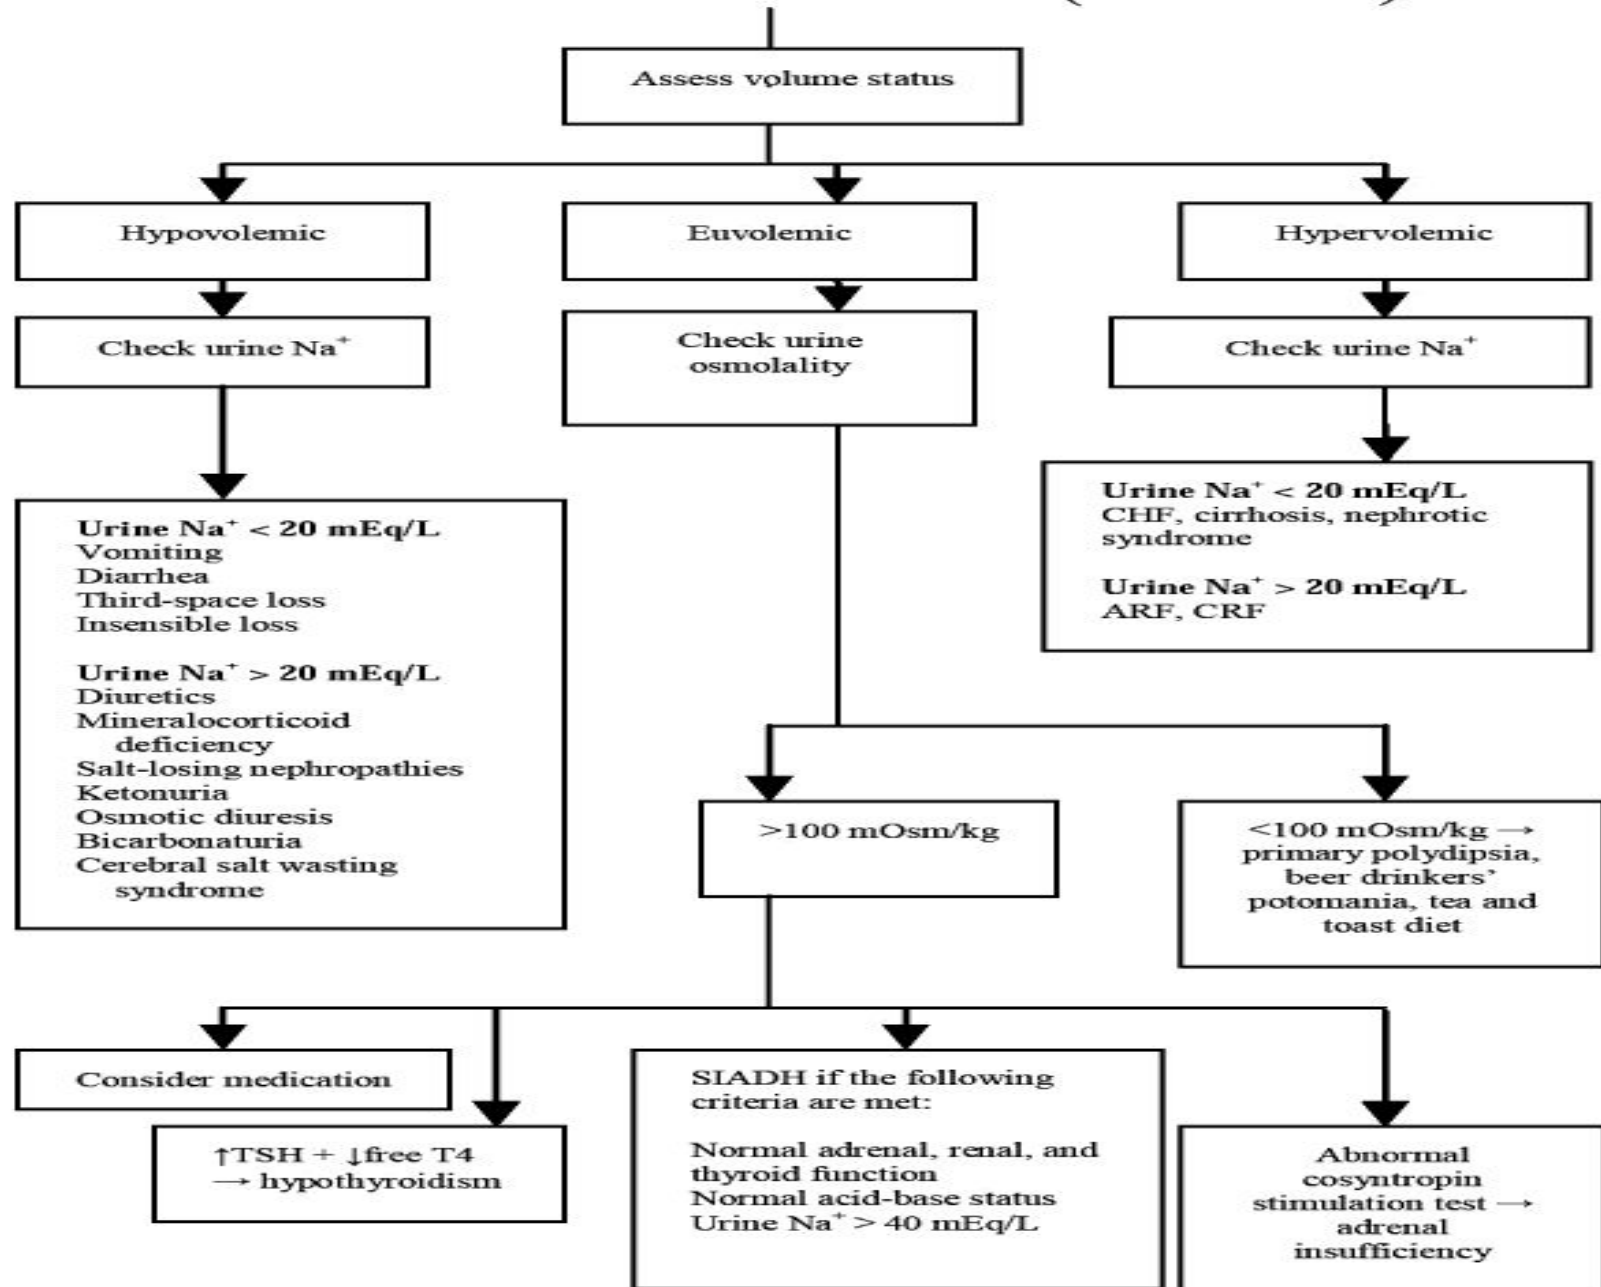 Assess volume status
Hypovolemic
Euvolemic
Hypervolemic
Check urine Na⁺
Check urine
osmolality
Check urine Na⁺
Urine Na⁺ < 20 mEq/L
Vomiting
Diarrhea
Third-space loss
Insensible loss
Urine Na⁺ > 20 mEq/L
Diuretics
Mineralocorticoid
deficiency
Salt-losing nephropathies
Ketonuria
Osmotic diuresis
Bicarbonaturia
Cerebral salt wasting
syndrome
Urine Na⁺ < 20 mEq/L
CHF, cirrhosis, nephrotic
syndrome
Urine Na⁺ > 20 mEq/L
ARF, CRF
>100 mOsm/kg
<100 mOsm/kg →
primary polydipsia,
beer drinkers’
potomania, tea and
toast diet
Consider medication
↑TSH + ↓free T4
→ hypothyroidism
SIADH if the following
criteria are met:
Normal adrenal, renal, and
thyroid function
Normal acid-base status
Urine Na⁺ > 40 mEq/L
Abnormal
cosyntropin
stimulation test →
adrenal
insufficiency